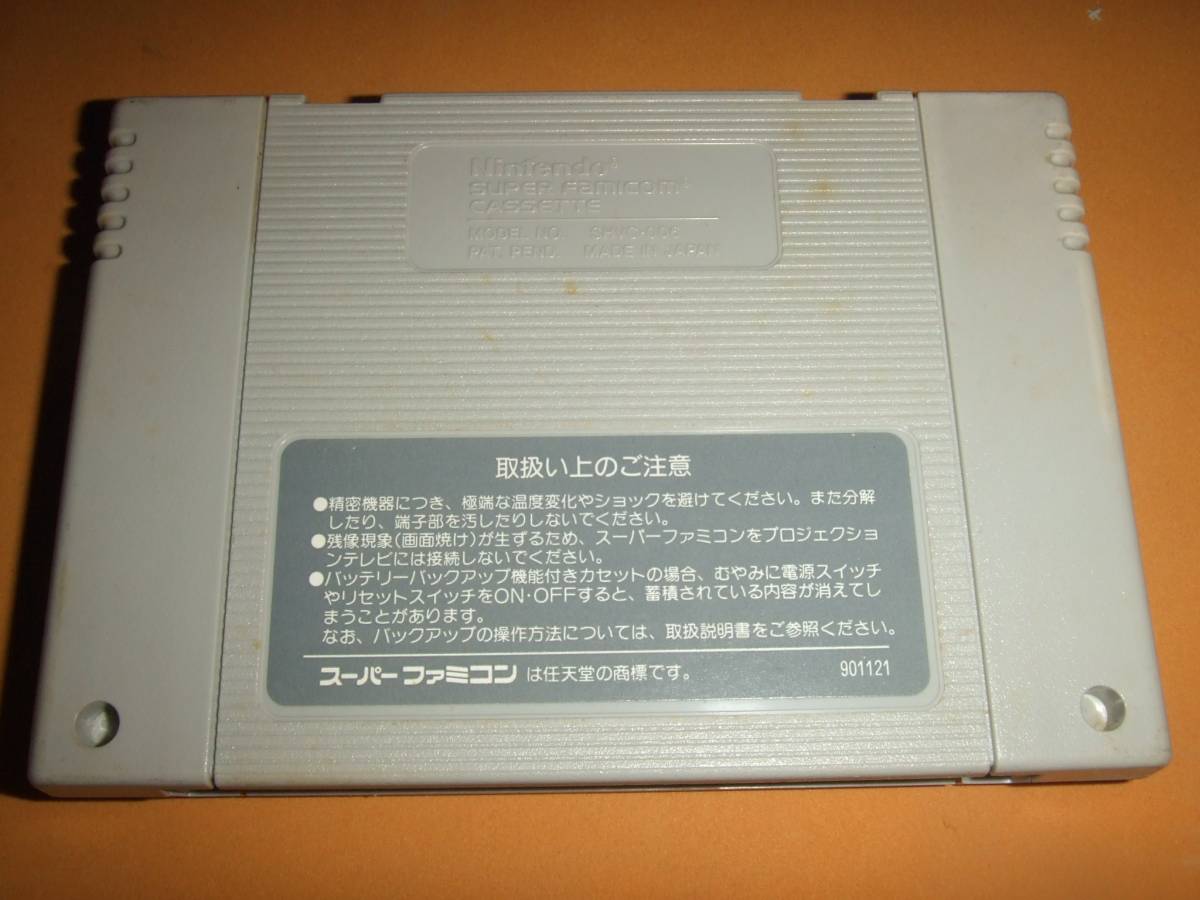 Nintendo
SUPER FAMICOM
CASSETTE
MODEL NO. SHVC-006
PAT. PEND. MADE IN JAPAN
取扱い上のご注意
●精密機器につき、極端な温度変化やショックを避けてください。また分解
したり、端子部を汚したりしないでください。
●残像現象(画面焼け)が生ずるため、スーパーファミコンをプロジェクショ
ンテレビには接続しないでください。
●バッテリーバックアップ機能付きカセットの場合、むやみに電源スイッチ
やリセットスイッチをON・OFFすると、蓄積されている内容が消えてし
まうことがあります。
なお、バックアップの操作方法については、取扱説明書をご参照ください。
スーパーファミコン は任天堂の商標です。 901121